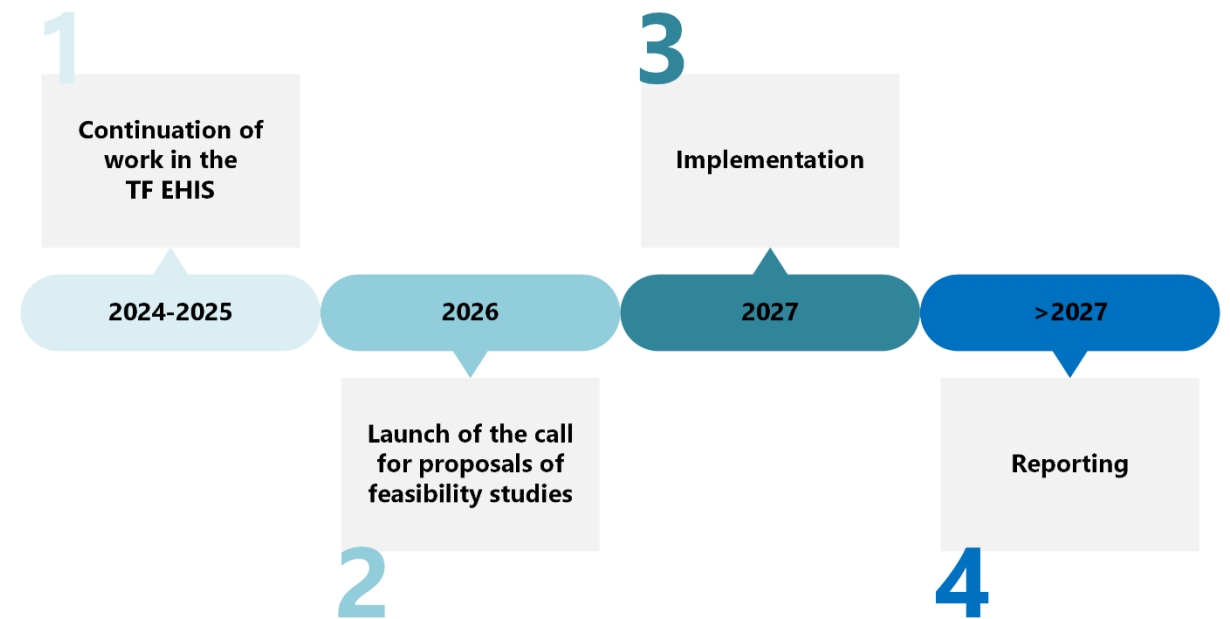 1
Continuation of
work in the
TF EHIS
2024-2025
2026
Launch of the call
for proposals of
feasibility studies
2
3
Implementation
2027
>2027
Reporting
4